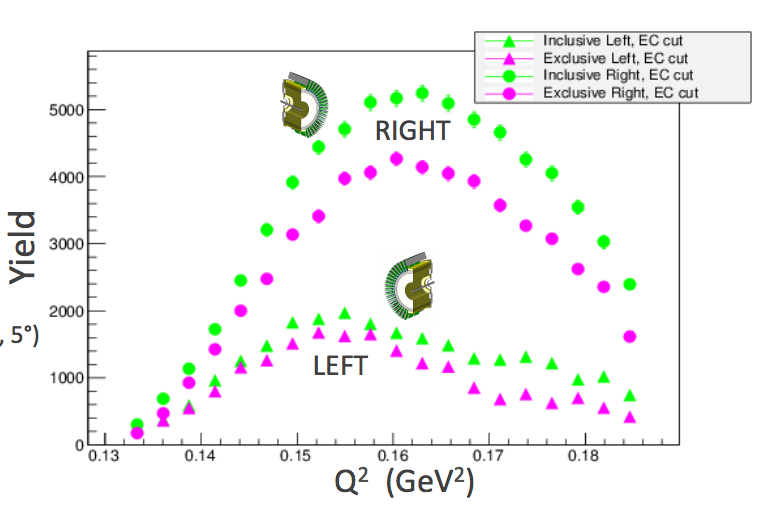 Inclusive Left, EC cut
Exclusive Left, EC cut
Inclusive Right, EC cut
Exclusive Right, EC cut
5000
4000
3000
2000
1000
0
Yield
RIGHT
LEFT
, 5°)
0.13 0.14 0.15 0.16 0.17 0.18
Q² (GeV²)